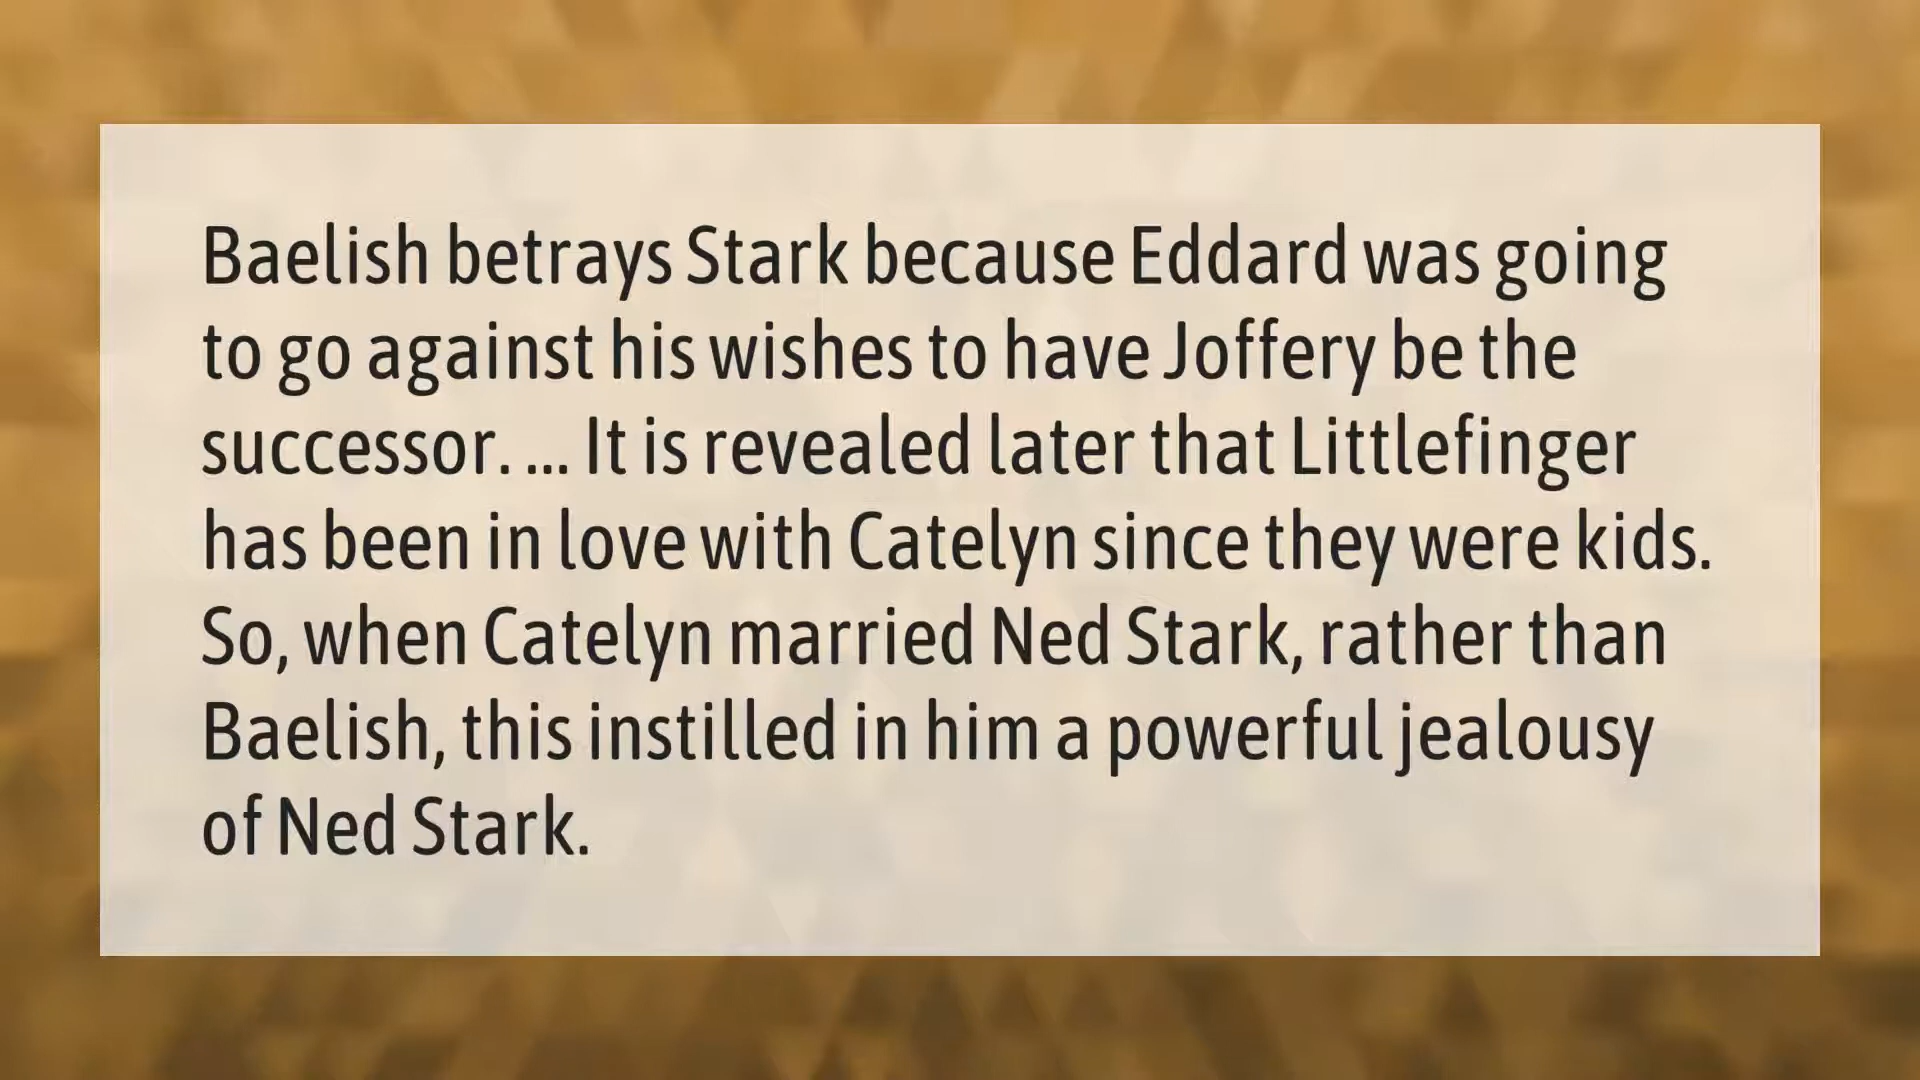 Baelish betrays Stark because Eddard was going
to go against his wishes to have Joffery be the
successor. ... It is revealed later that Littlefinger
has been in love with Catelyn since they were kids.
So, when Catelyn married Ned Stark, rather than
Baelish, this instilled in him a powerful jealousy
of Ned Stark.